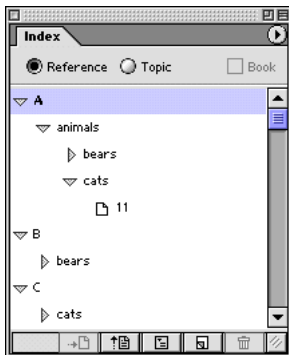 Index
Reference Topic Book
A
animals
bears
cats
11
B
bears
C
cats